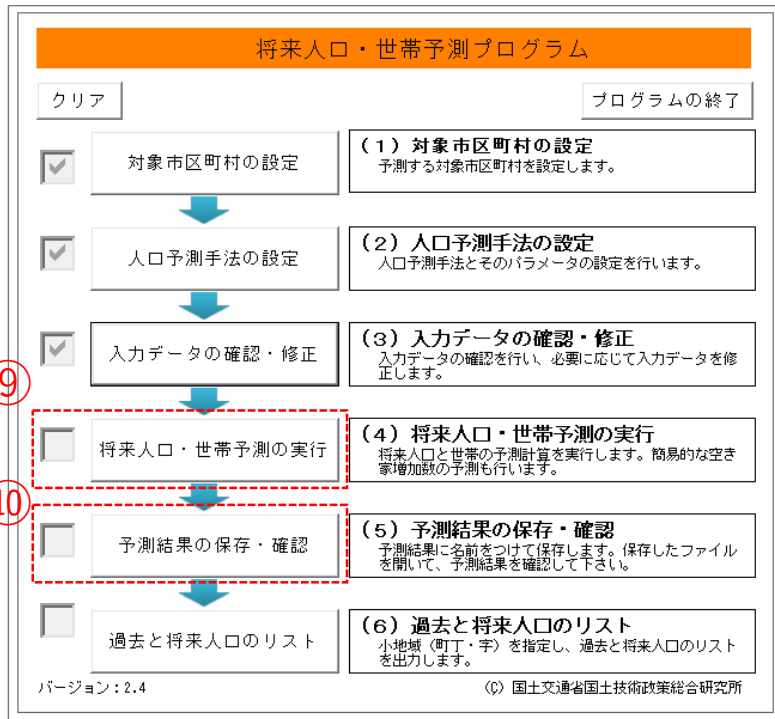 将来人口・世帯予測プログラム
クリア
プログラムの終了
対象市区町村の設定
(1)対象市区町村の設定
予測する対象市区町村を設定します。
人口予測手法の設定
(2)人口予測手法の設定
人口予測手法とそのパラメータの設定を行います。
入力データの確認・修正
(3)入力データの確認・修正
入力データの確認を行い、必要に応じて入力データを修
正します。
⑨
将来人口・世帯予測の実行
(4)将来人口・世帯予測の実行
将来人口と世帯の予測計算を実行します。簡易的な空き
家増加数の予測も行います。
⑩
予測結果の保存・確認
(5)予測結果の保存・確認
予測結果に名前をつけて保存します。保存したファイル
を開いて、予測結果を確認して下さい。
過去と将来人口のリスト
(6)過去と将来人口のリスト
小地域(町丁・字)を指定し、過去と将来人口のリスト
を出力します。
バージョン:2.4
(C) 国土交通省国土技術政策総合研究所